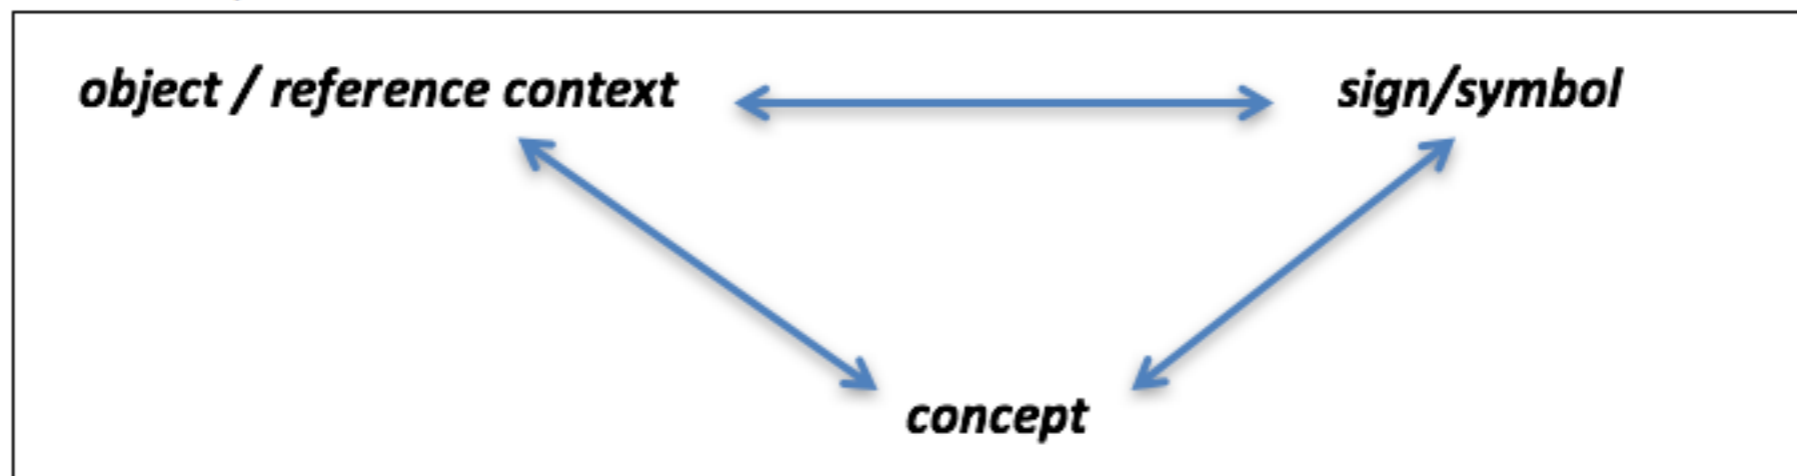 object / reference context
sign/symbol
concept